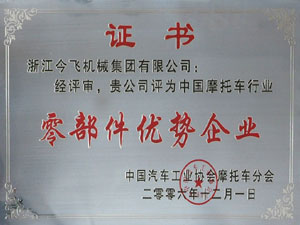 证书
浙江今飞机械集团有限公司：
经评审，贵公司评为中国摩托车行业
零部件优势企业
中国汽车工业协会摩托车分会
二零零六年十二月一日